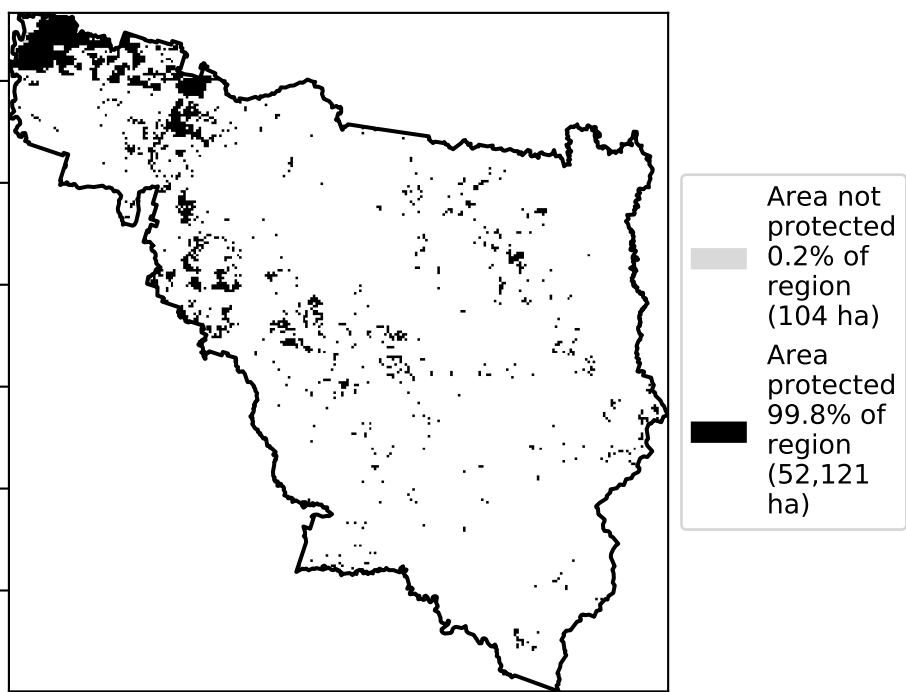 Area not
protected
0.2% of
region
(104 ha)
Area
protected
99.8% of
region
(52,121
ha)